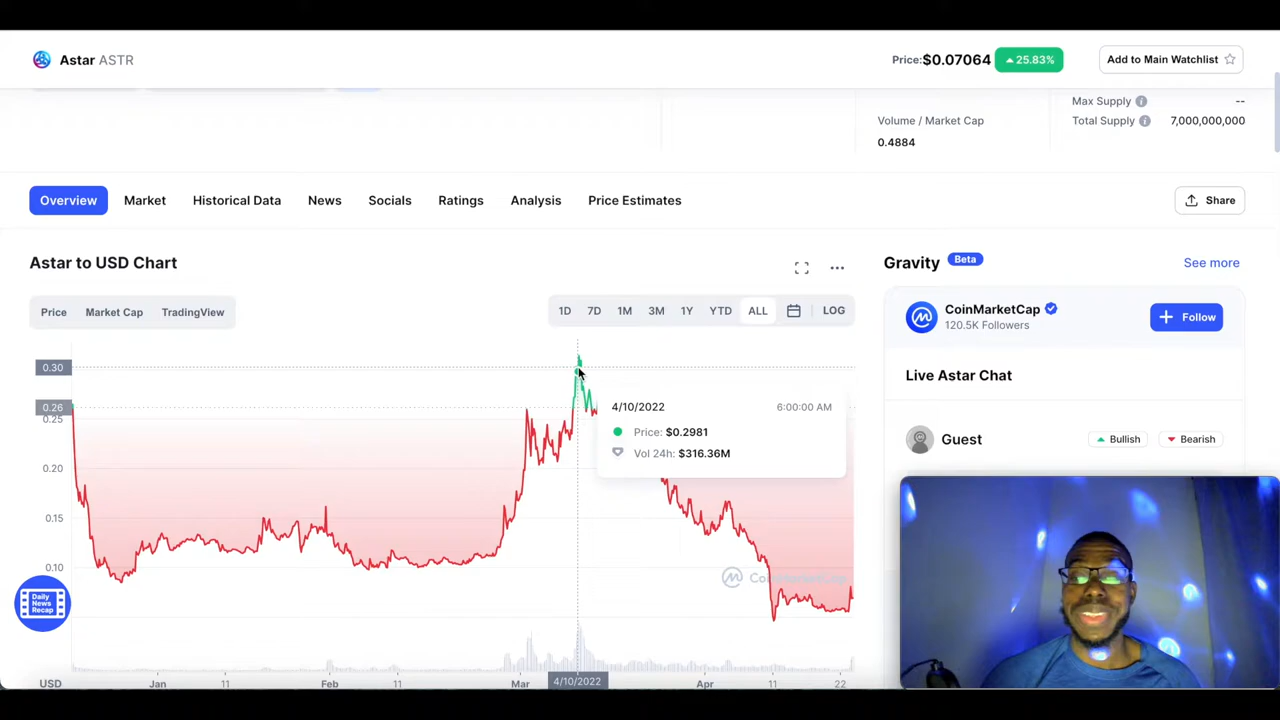 Astar ASTR
Price: $0.07064
25.83%
Add to Main Watchlist
Max Supply
--
Volume / Market Cap
Total Supply
7,000,000,000
0.4884
Overview
Market
Historical Data
News
Socials
Ratings
Analysis
Price Estimates
Share
Astar to USD Chart
Gravity
Beta
See more
Price
Market Cap
TradingView
1D
7D
1M
3M
1Y
YTD
ALL
LOG
CoinMarketCap
120.5K Followers
Follow
Live Astar Chat
Guest
Bullish
Bearish
0.30
0.26
0.25
0.20
0.15
0.10
4/10/2022
6:00:00 AM
Price: $0.2981
Vol 24h: $316.36M
CoinMarketCap
Daily
News
Recap
USD
Jan
11
Feb
11
Mar
4/10/2022
Apr
11
22